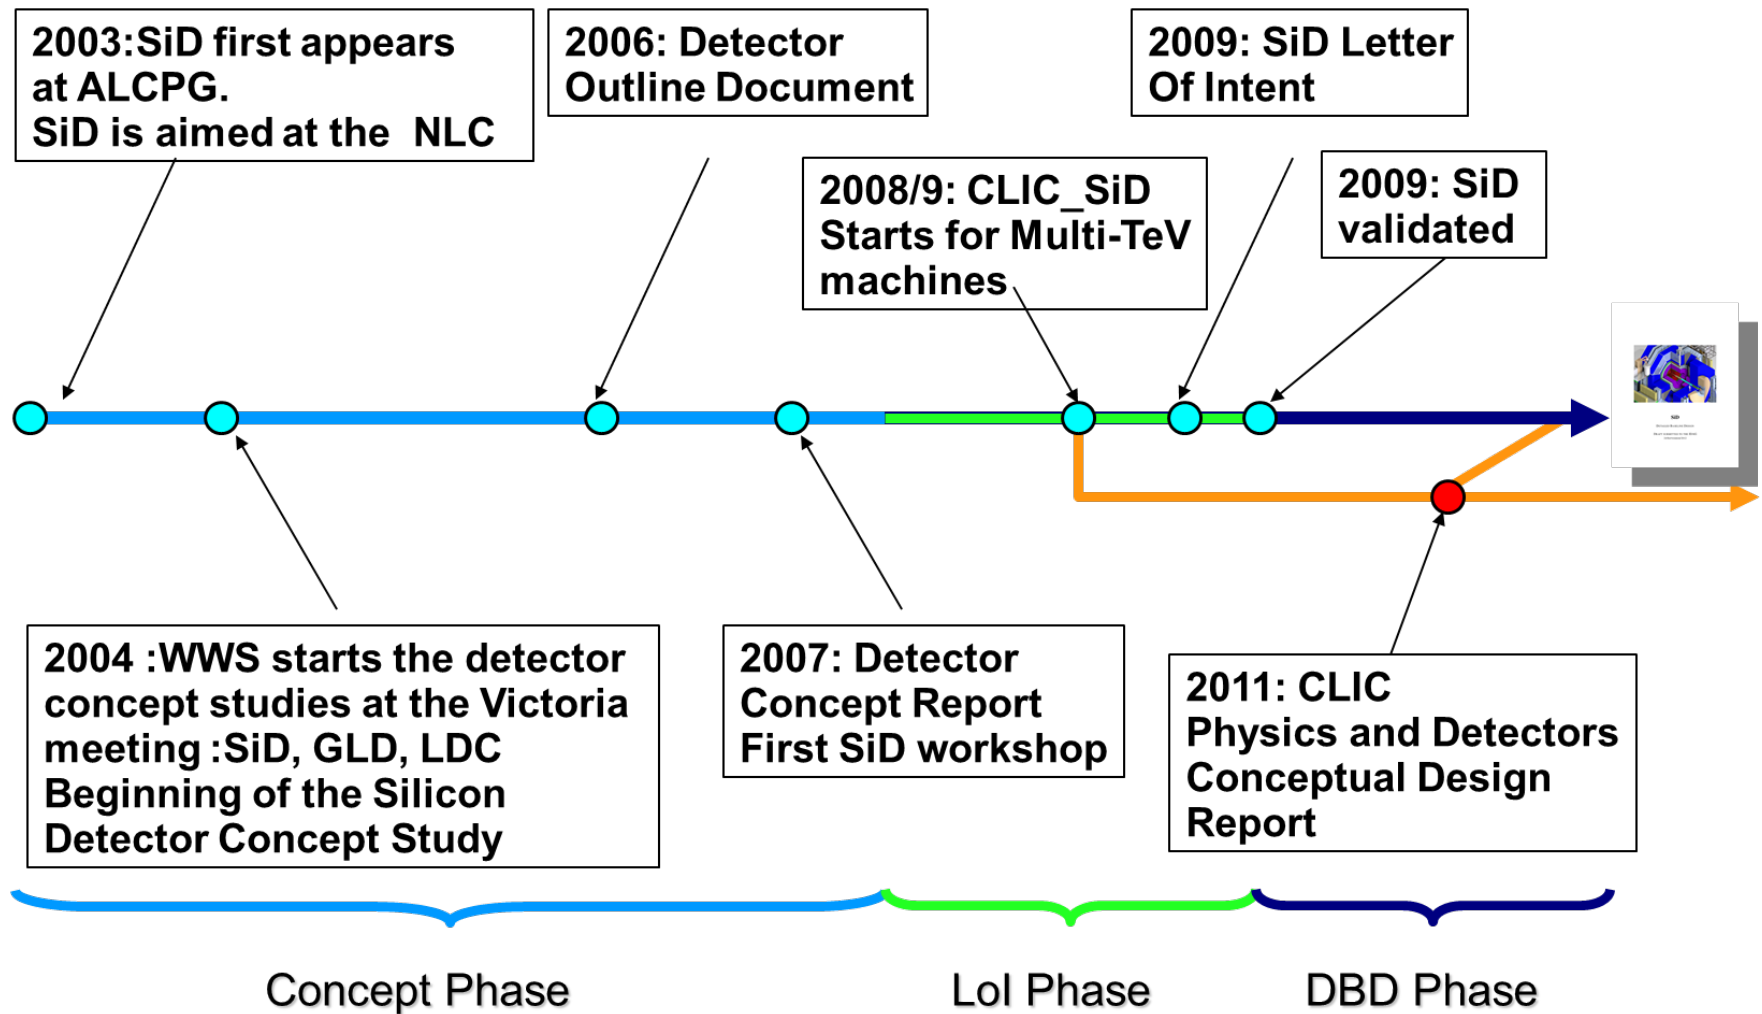 2003:SiD first appears
at ALCPG.
SiD is aimed at the NLC
2006: Detector
Outline Document
2009: SiD Letter
Of Intent
2008/9: CLIC_SiD
Starts for Multi-TeV
machines
2009: SiD
validated
SiD
2004 :WWS starts the detector
concept studies at the Victoria
meeting :SiD, GLD, LDC
Beginning of the Silicon
Detector Concept Study
2007: Detector
Concept Report
First SiD workshop
2011: CLIC
Physics and Detectors
Conceptual Design
Report
Concept Phase
LoI Phase
DBD Phase